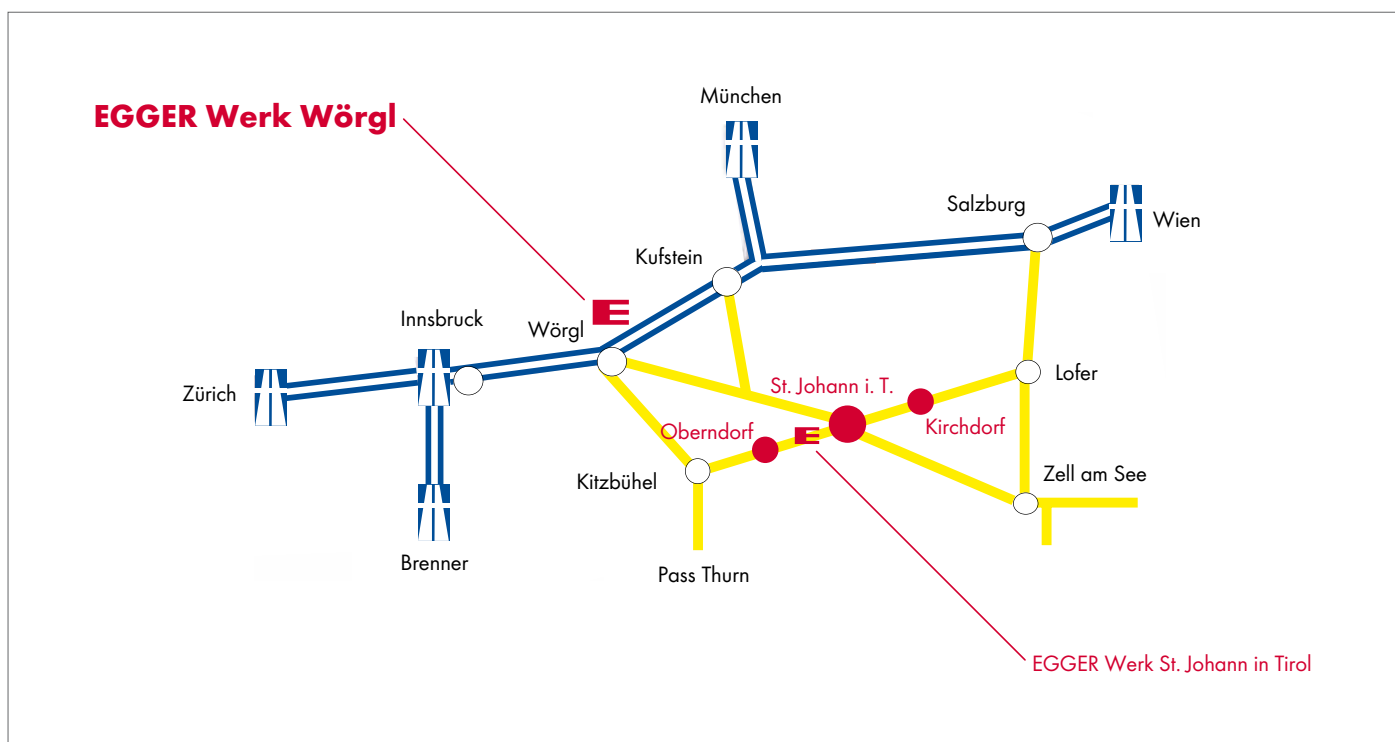 München
EGGER Werk Wörgl
Salzburg
Wien
Kufstein
Innsbruck
Wörgl
Zürich
St. Johann i. T.
Lofer
Kirchdorf
Oberndorf
Zell am See
Kitzbühel
Brenner
Pass Thurn
EGGER Werk St. Johann in Tirol